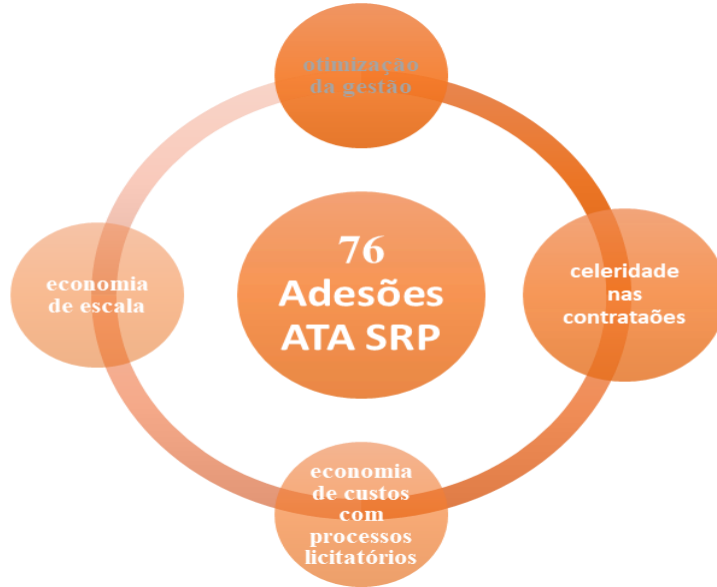 otimização
da gestão
76
Adesões
ATA SRP
economia
de escala
celeridade
nas
contrataões
economia
de custos
com
processos
licitatórios